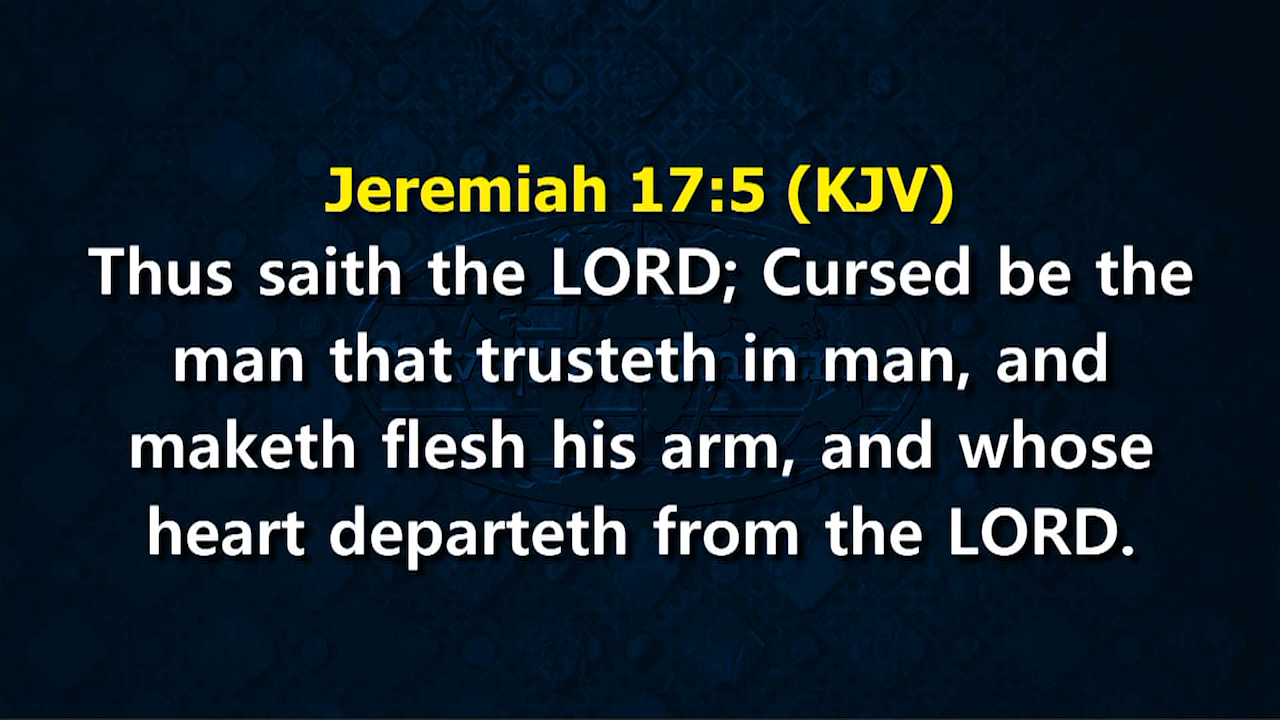 Jeremiah 17:5 (KJV)
Thus saith the LORD; Cursed be the
man that trusteth in man, and
maketh flesh his arm, and whose
heart departeth from the LORD.